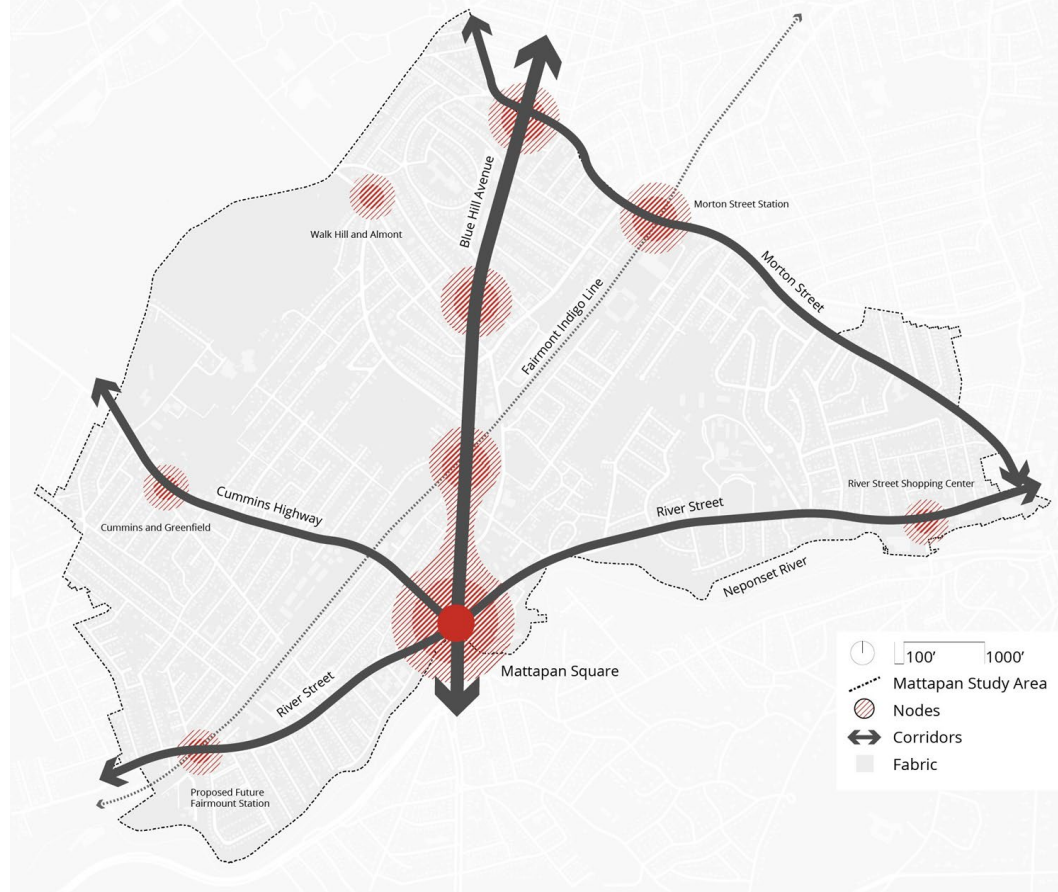 Blue Hill Avenue
Morton Street Station
Walk Hill and Almont
Morton Street
Fairmont Indigo Line
River Street Shopping Center
Cummins Highway
River Street
Cummins and Greenfield
Neponset River
Mattapan Square
River Street
Proposed Future
Fairmount Station
100’ 1000’
Mattapan Study Area
Nodes
Corridors
Fabric